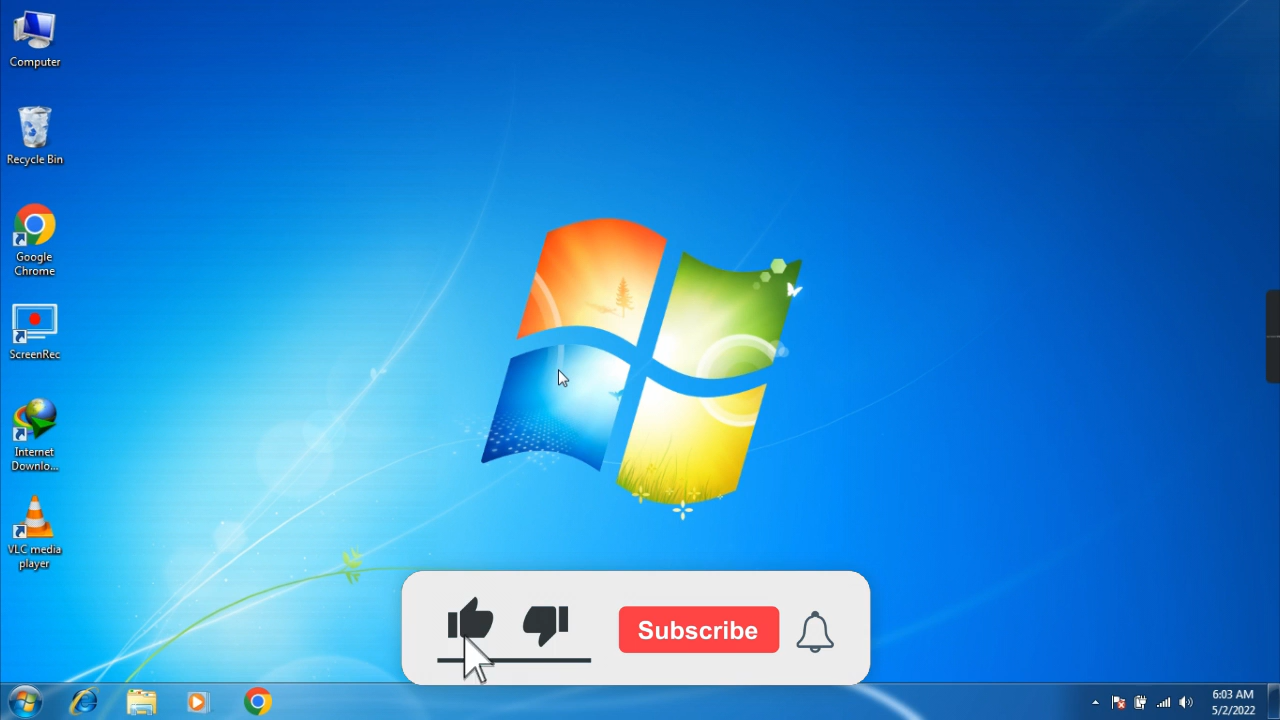 Computer
Recycle Bin
Google
Chrome
ScreenRec
Internet
Downlo...
VLC media
player
Subscribe
6:03 AM
5/2/2022